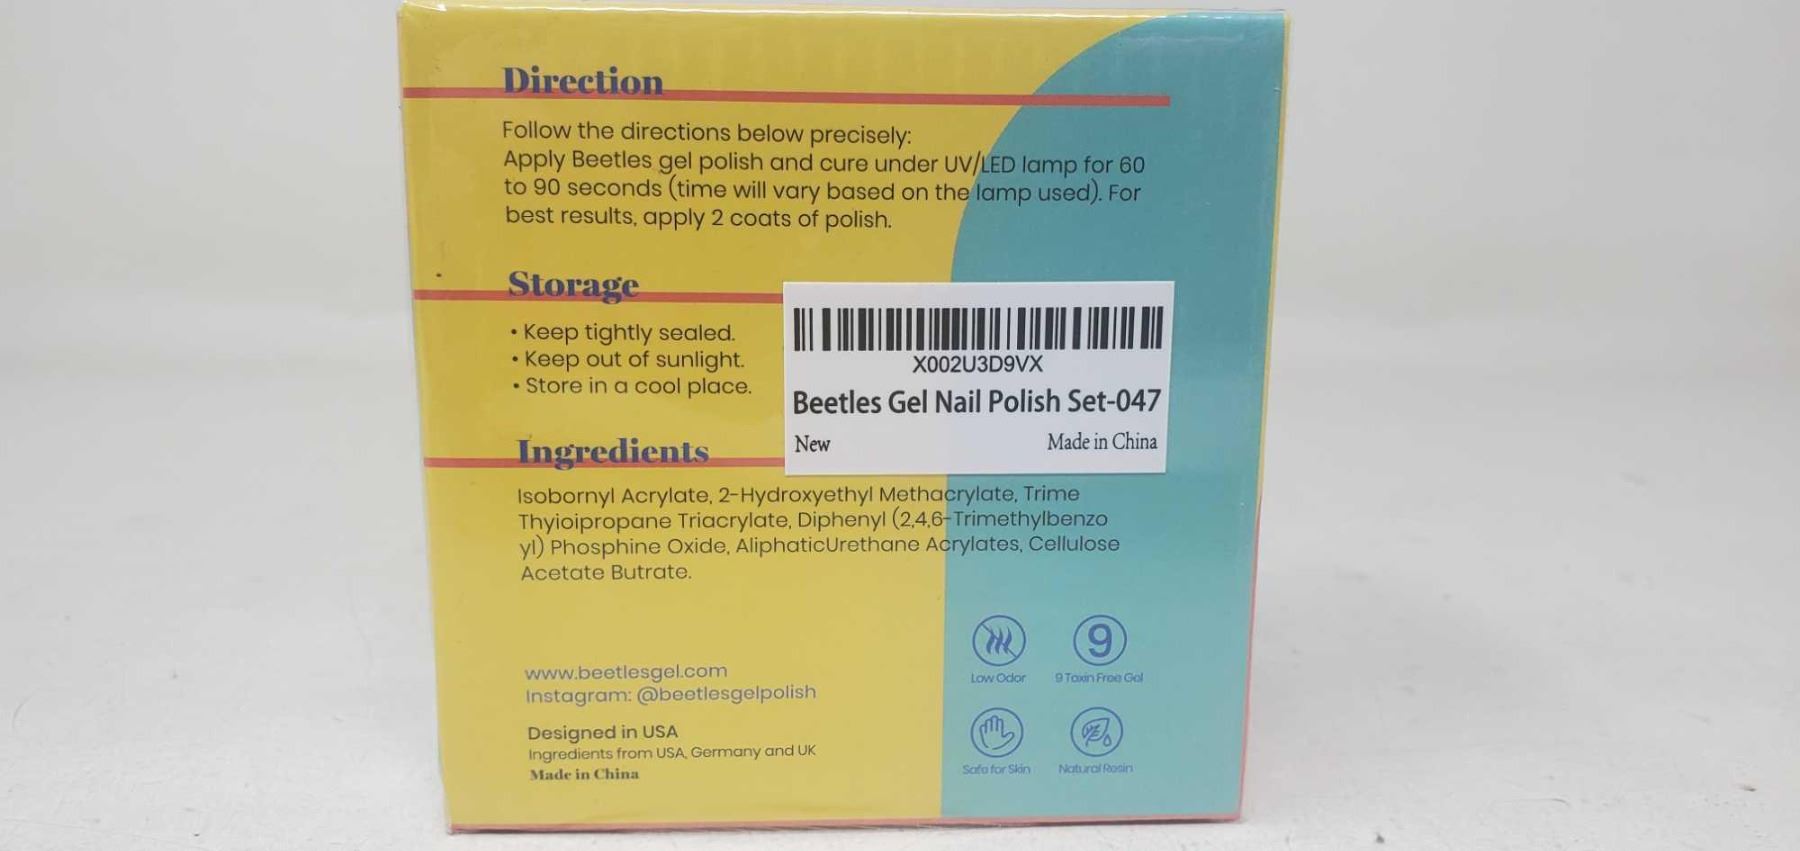 Direction
Follow the directions below precisely:
Apply Beetles gel polish and cure under UV/LED lamp for 60
to 90 seconds (time will vary based on the lamp used). For
best results, apply 2 coats of polish.
Storage
• Keep tightly sealed.
• Keep out of sunlight.
• Store in a cool place.
X002U3D9VX
Beetles Gel Nail Polish Set-047
New
Made in China
Ingredients
Isobornyl Acrylate, 2-Hydroxyethyl Methacrylate, Trime
Thyioipropane Triacrylate, Diphenyl (2,4,6-Trimethylbenzo
yl) Phosphine Oxide, AliphaticUrethane Acrylates, Cellulose
Acetate Butrate.
www.beetlesgel.com
Instagram: @beetlesgelpolish
Designed in USA
Ingredients from USA, Germany and UK
Made in China
9
Low Odor
9 Toxin Free Gel
Safe for Skin
Natural Resin